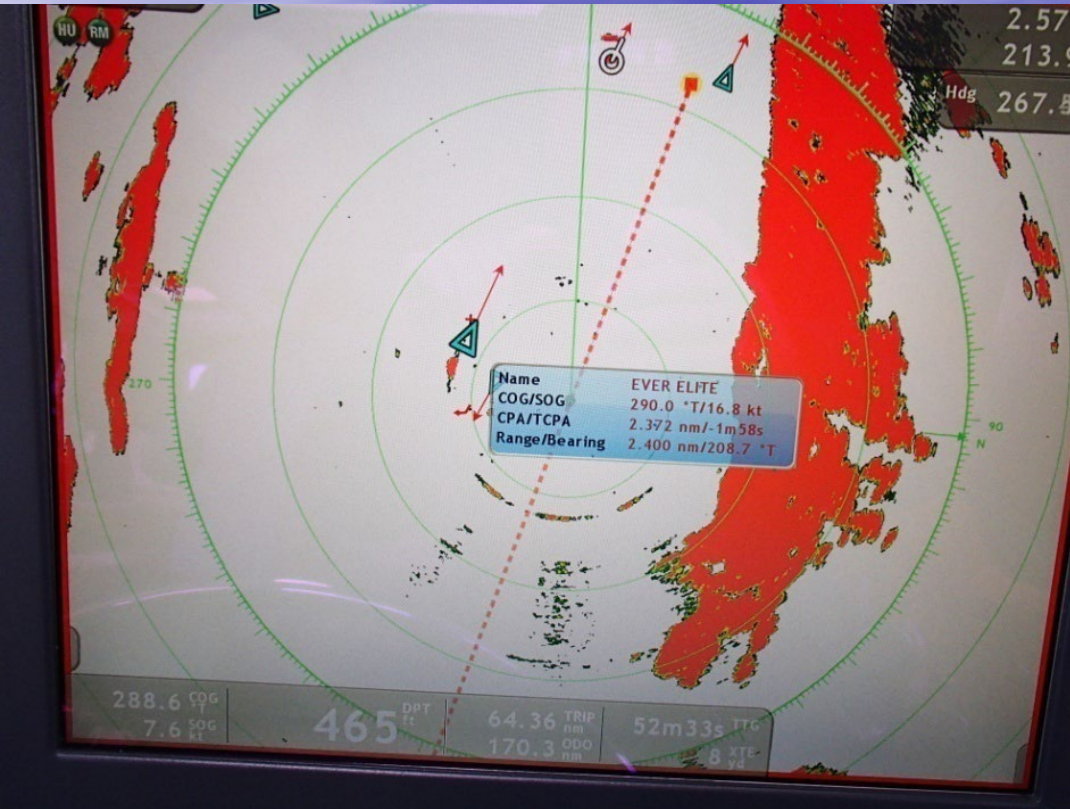 HU RM
2.57
213.9
Hdg 267.
270
90
N
Name EVER ELITE
COG/SOG 290.0 °T/16.8 kt
CPA/TCPA 2.372 nm/-1m58s
Range/Bearing 2.400 nm/208.7 °T
288.6 COG °T
7.6 SOG kt
465 DPT ft
64.36 TRIP nm
170.3 ODO nm
52m33s TTG
8 XTE yd